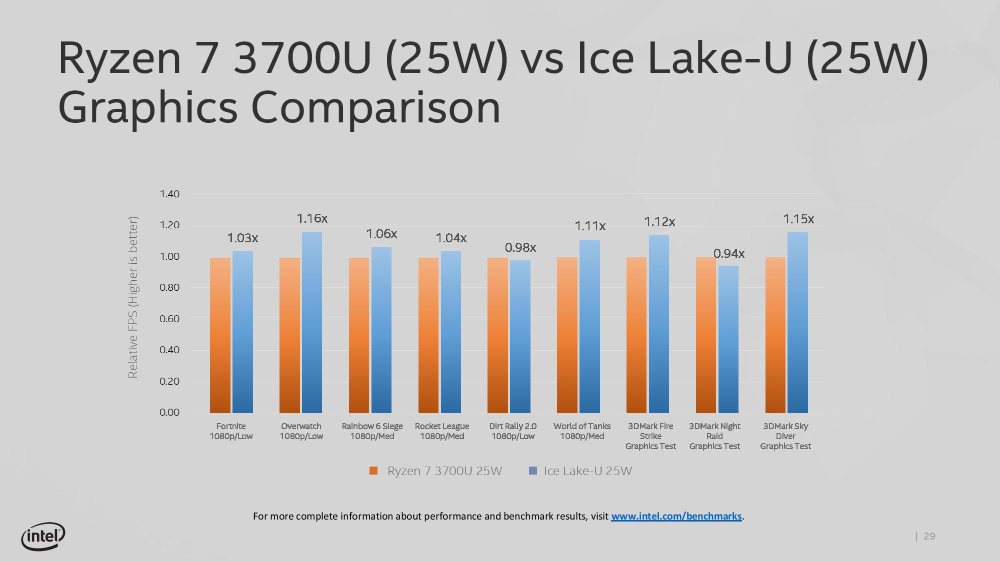 Ryzen 7 3700U (25W) vs Ice Lake-U (25W)
Graphics Comparison
Relative FPS (Higher is better)
1.40
1.20
1.00
0.80
0.60
0.40
0.20
0.00
1.03x
1.16x
1.06x
1.04x
0.98x
1.11x
1.12x
0.94x
1.15x
Fortnite
1080p/Low
Overwatch
1080p/Low
Rainbow 6 Siege
1080p/Med
Rocket League
1080p/Med
Dirt Rally 2.0
1080p/Low
World of Tanks
1080p/Med
3DMark Fire
Strike
Graphics Test
3DMark Night
Raid
Graphics Test
3DMark Sky
Diver
Graphics Test
Ryzen 7 3700U 25W
Ice Lake-U 25W
For more complete information about performance and benchmark results, visit www.intel.com/benchmarks.
intel
| 29